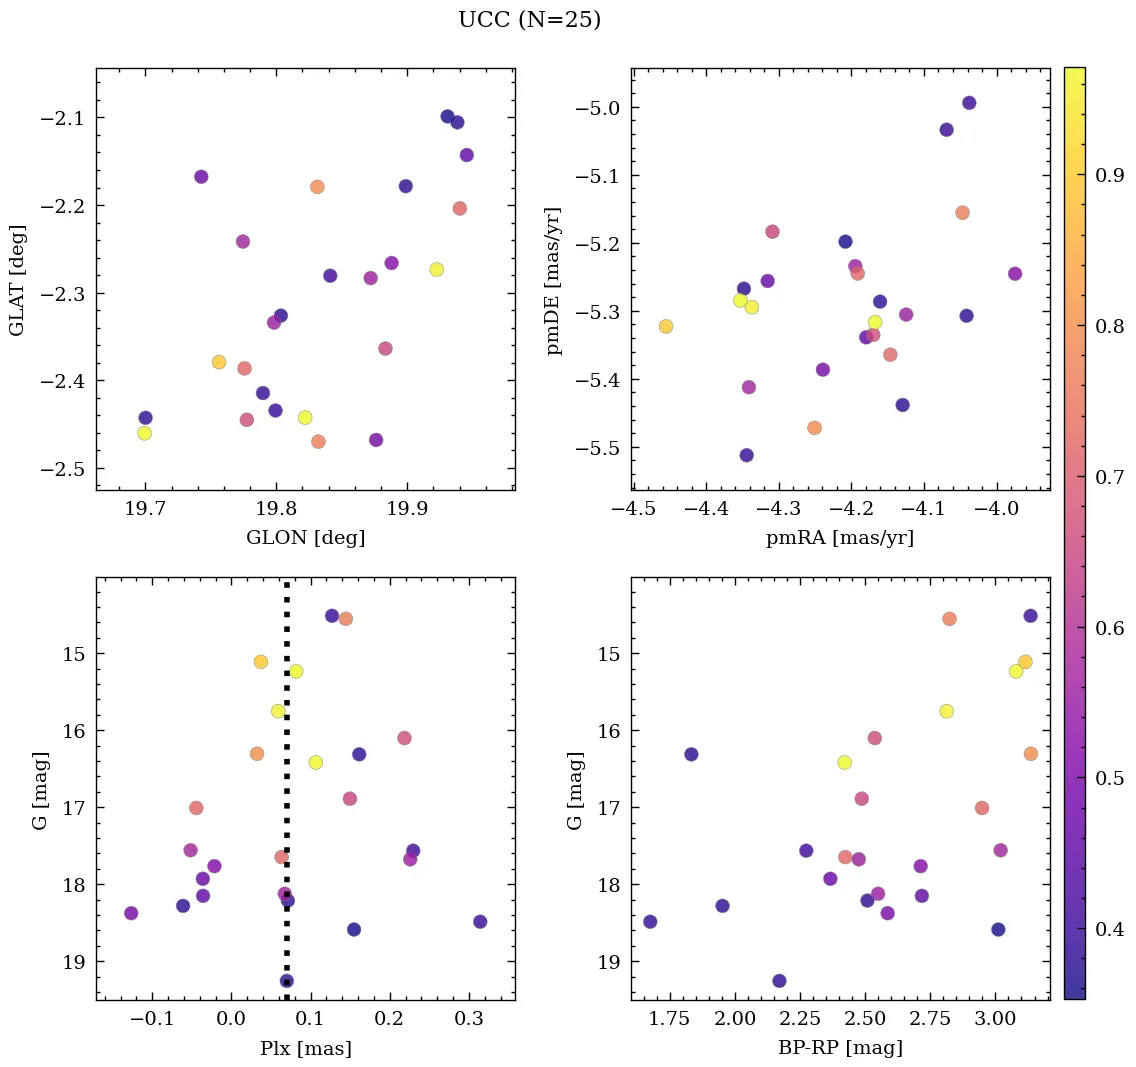 UCC (N=25)
−2.1
−2.2
−2.3
−2.4
−2.5
GLAT [deg]
19.7 19.8 19.9
GLON [deg]
−5.0
−5.1
−5.2
−5.3
−5.4
−5.5
pmDE [mas/yr]
−4.5 −4.4 −4.3 −4.2 −4.1 −4.0
pmRA [mas/yr]
15
16
17
18
19
G [mag]
−0.1 0.0 0.1 0.2 0.3
Plx [mas]
15
16
17
18
19
G [mag]
1.75 2.00 2.25 2.50 2.75 3.00
BP-RP [mag]
0.9
0.8
0.7
0.6
0.5
0.4